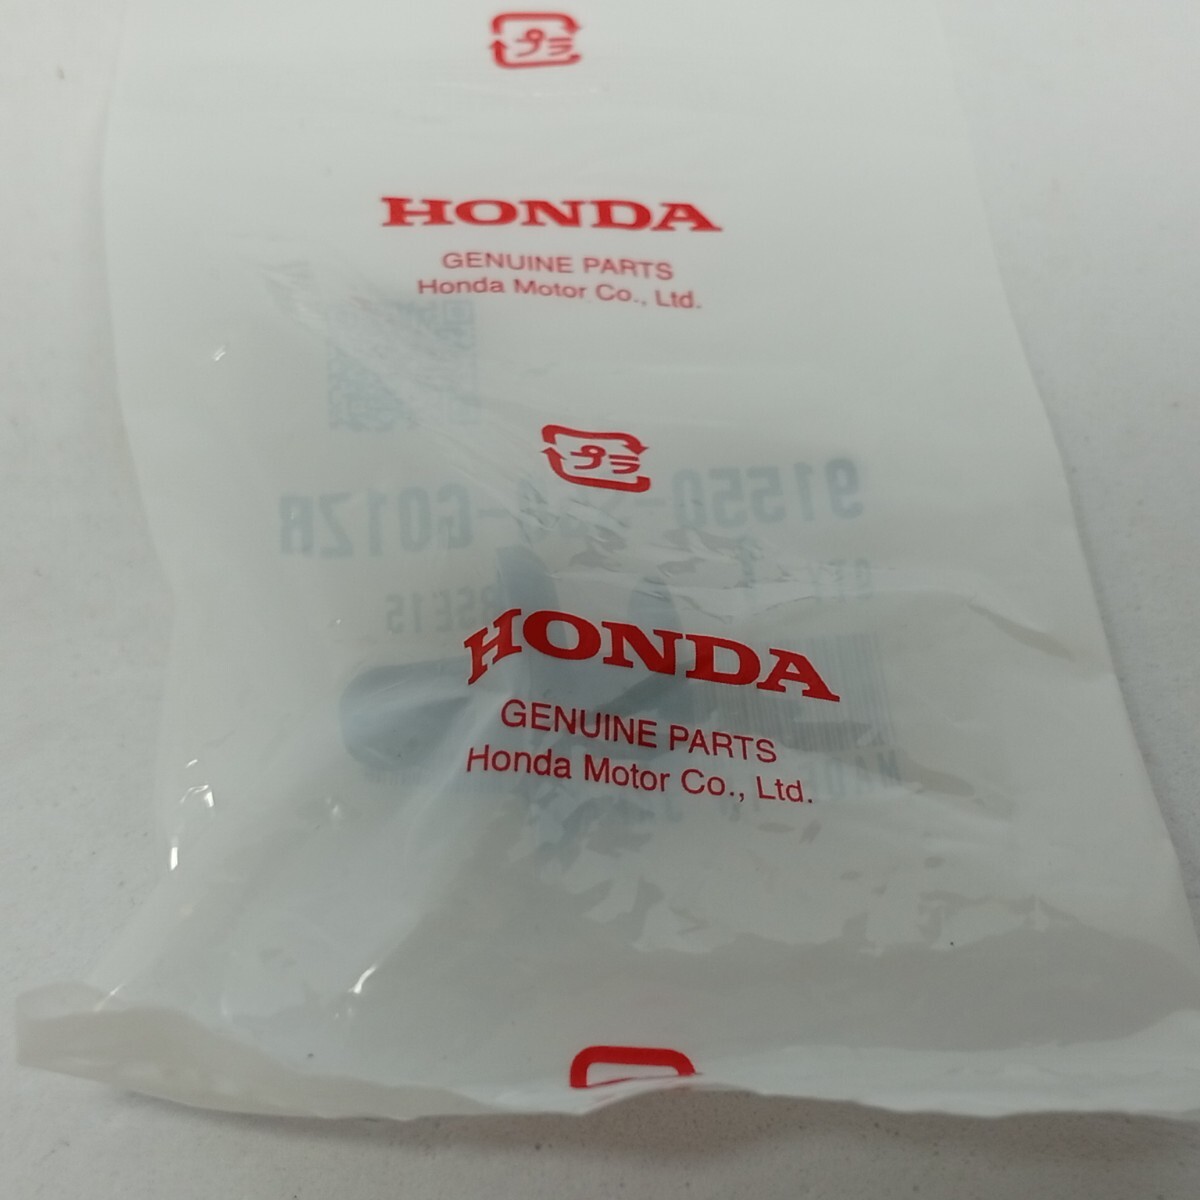 プラ
HONDA
GENUINE PARTS
Honda Motor Co., Ltd.
プラ
HONDA
GENUINE PARTS
Honda Motor Co., Ltd.